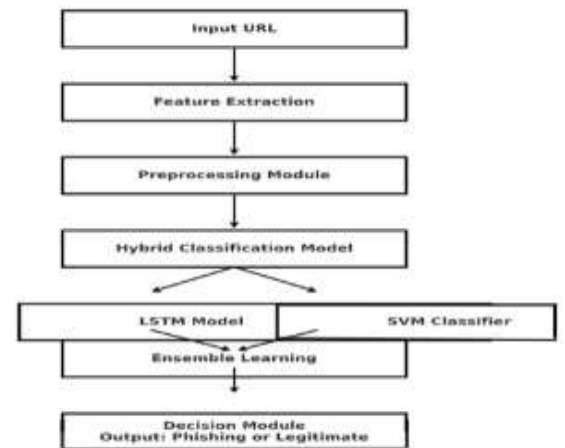 Input URL
Feature Extraction
Preprocessing Module
Hybrid Classification Model
LSTM Model
SVM Classifier
Ensemble Learning
Decision Module
Output: Phishing or Legitimate